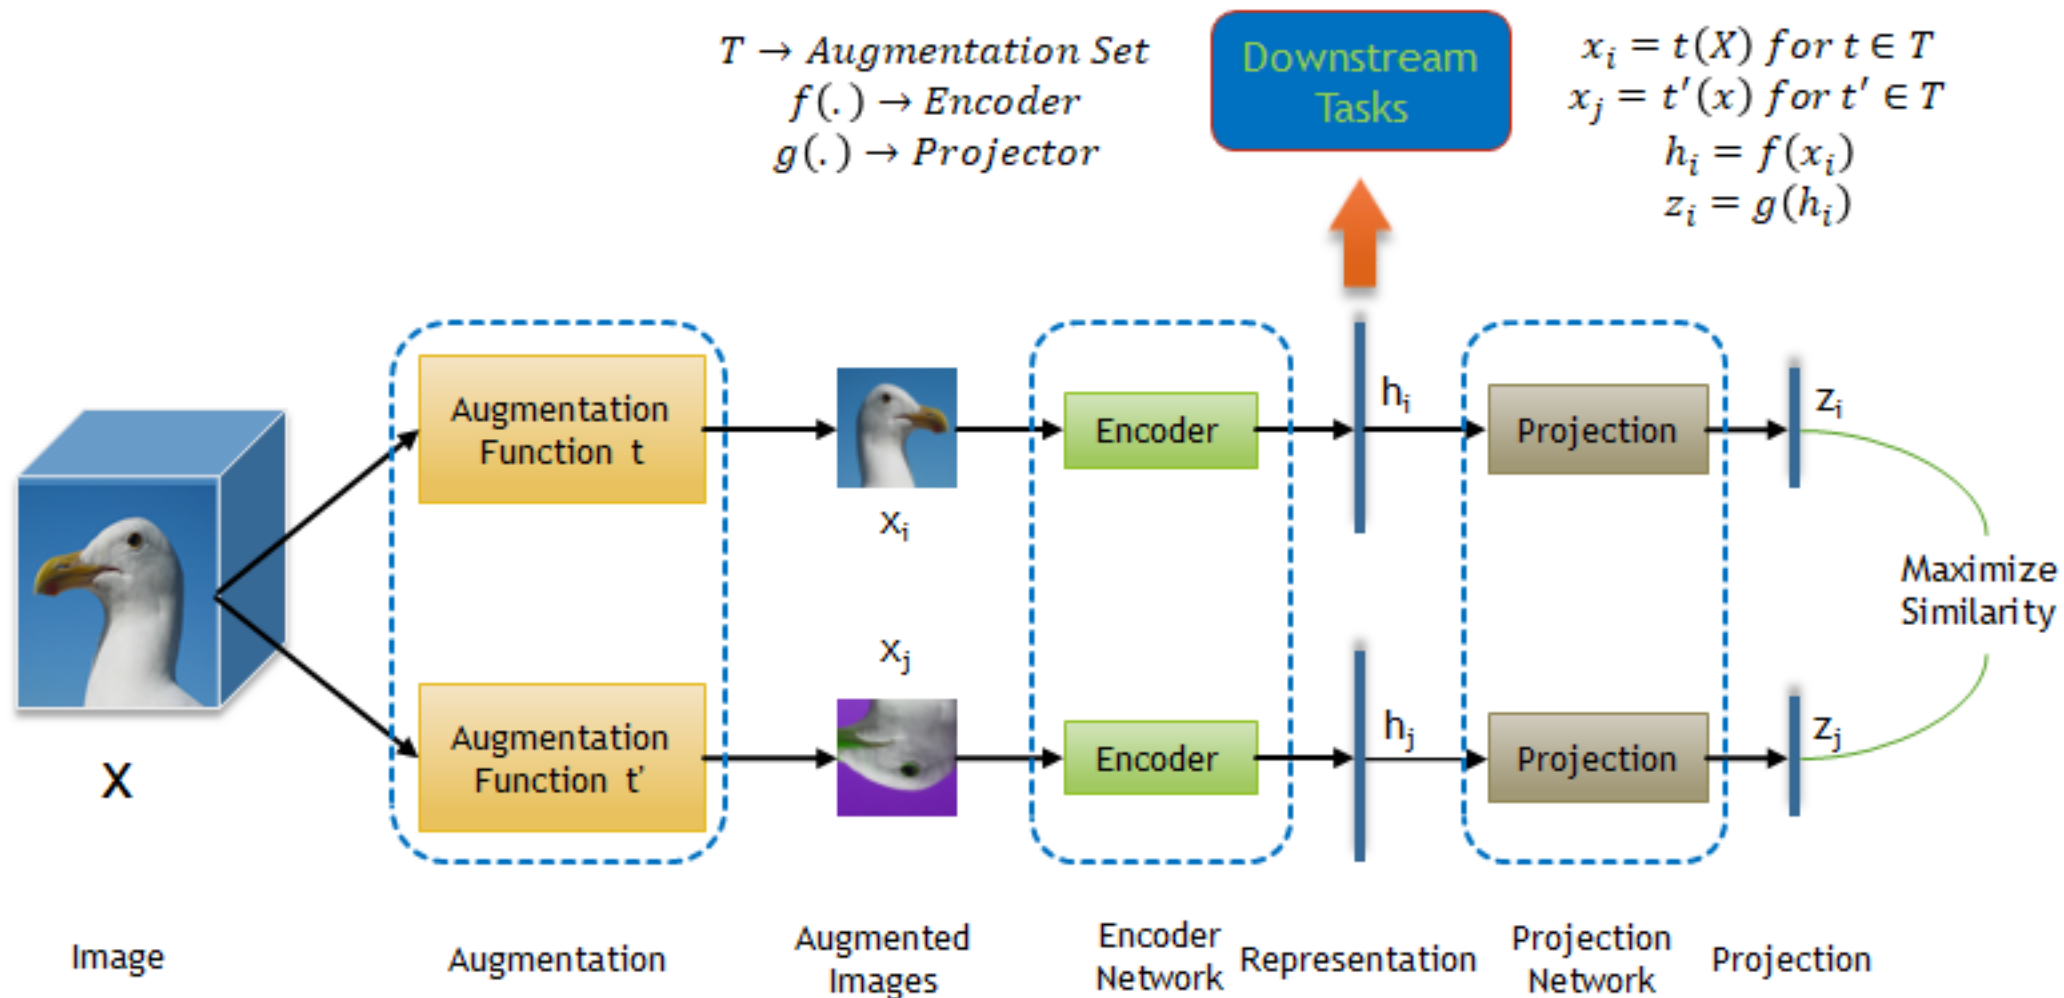 T → Augmentation Set
f(.) → Encoder
g(.) → Projector
Downstream
Tasks
x_i = t(X) for t ∈ T
x_j = t′(x) for t′ ∈ T
h_i = f(x_i)
z_i = g(h_i)
Augmentation
Function t
x_i
Encoder
h_i
Projection
z_i
Maximize
Similarity
X
Augmentation
Function t'
x_j
Encoder
h_j
Projection
z_j
Image
Augmentation
Augmented
Images
Encoder
Network
Representation
Projection
Network
Projection